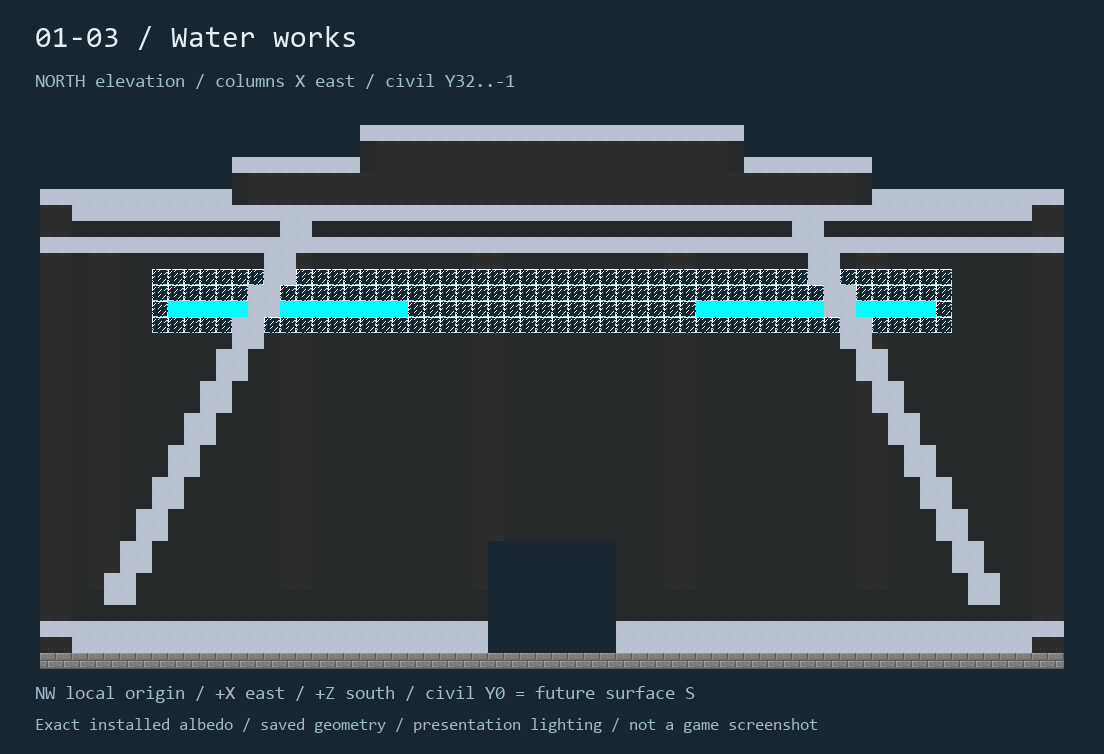 01-03 / Water works
NORTH elevation / columns X east / civil Y32..-1
NW local origin / +X east / +Z south / civil Y0 = future surface S
Exact installed albedo / saved geometry / presentation lighting / not a game screenshot